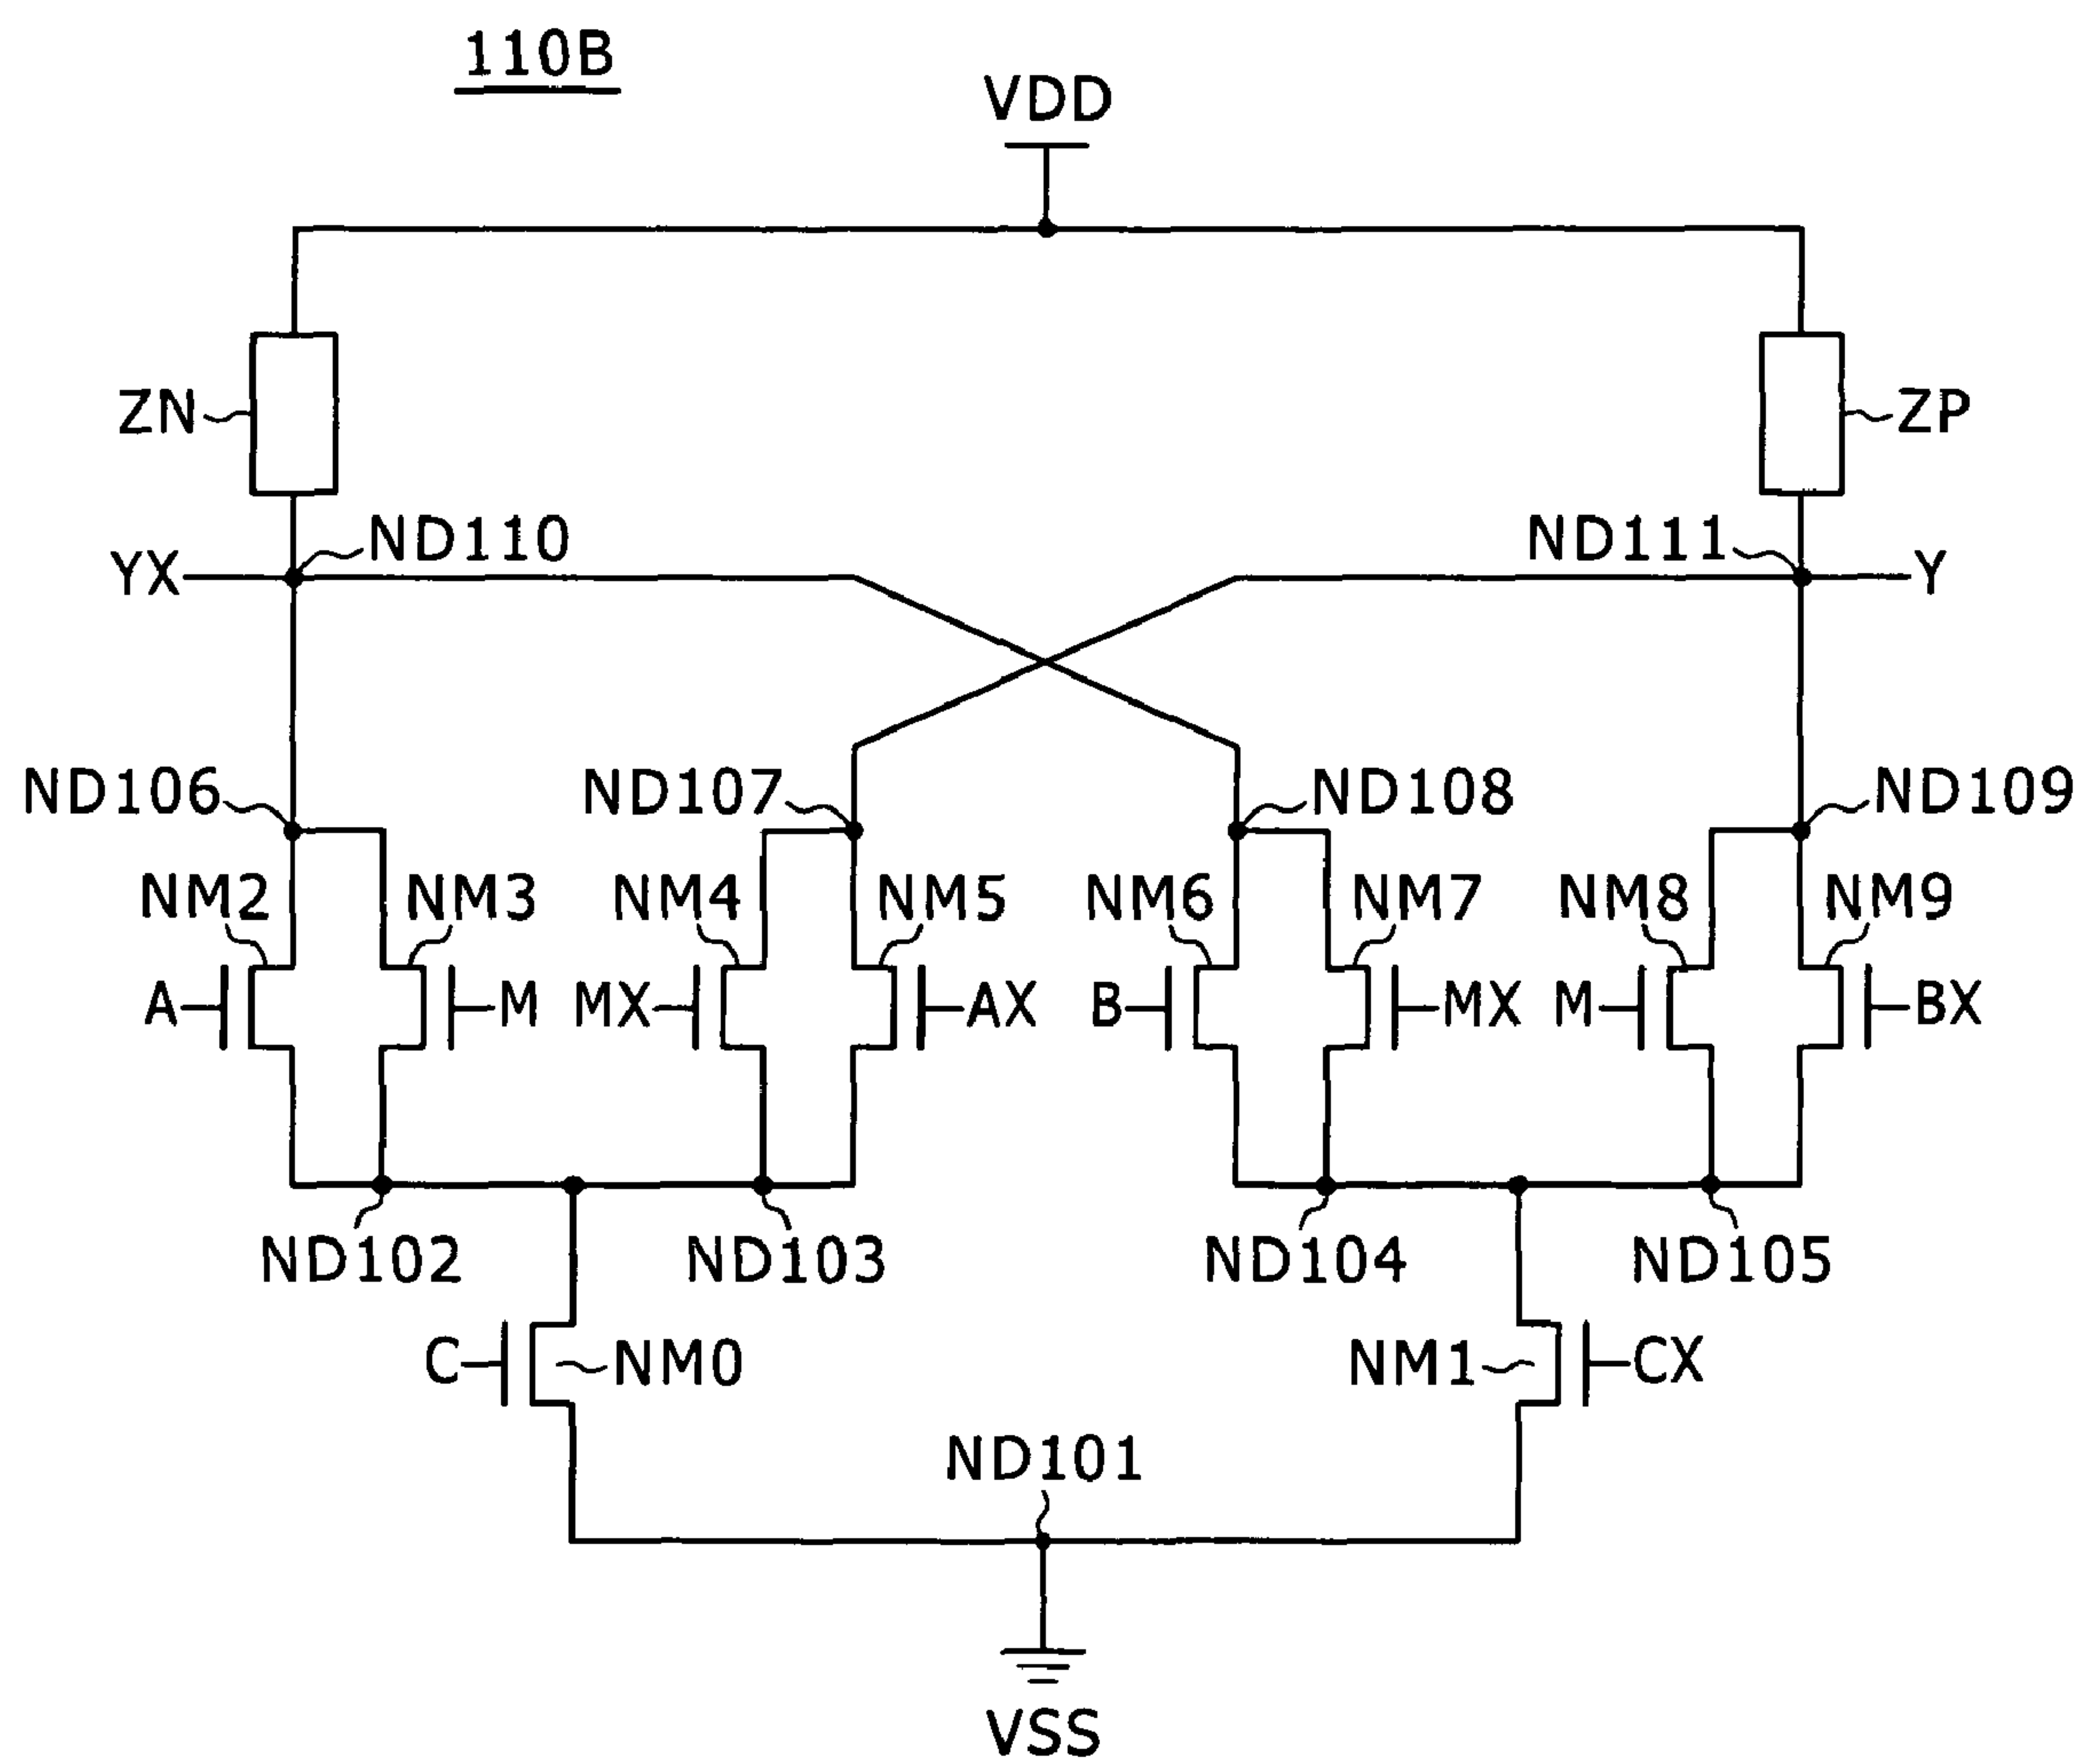 110B
VDD
ZN
ZP
ND110
ND111
YX
Y
ND106
ND107
ND108
ND109
NM2
NM3
NM4
NM5
NM6
NM7
NM8
NM9
A
M
MX
AX
B
MX
M
BX
ND102
ND103
ND104
ND105
C
NM0
NM1
CX
ND101
VSS